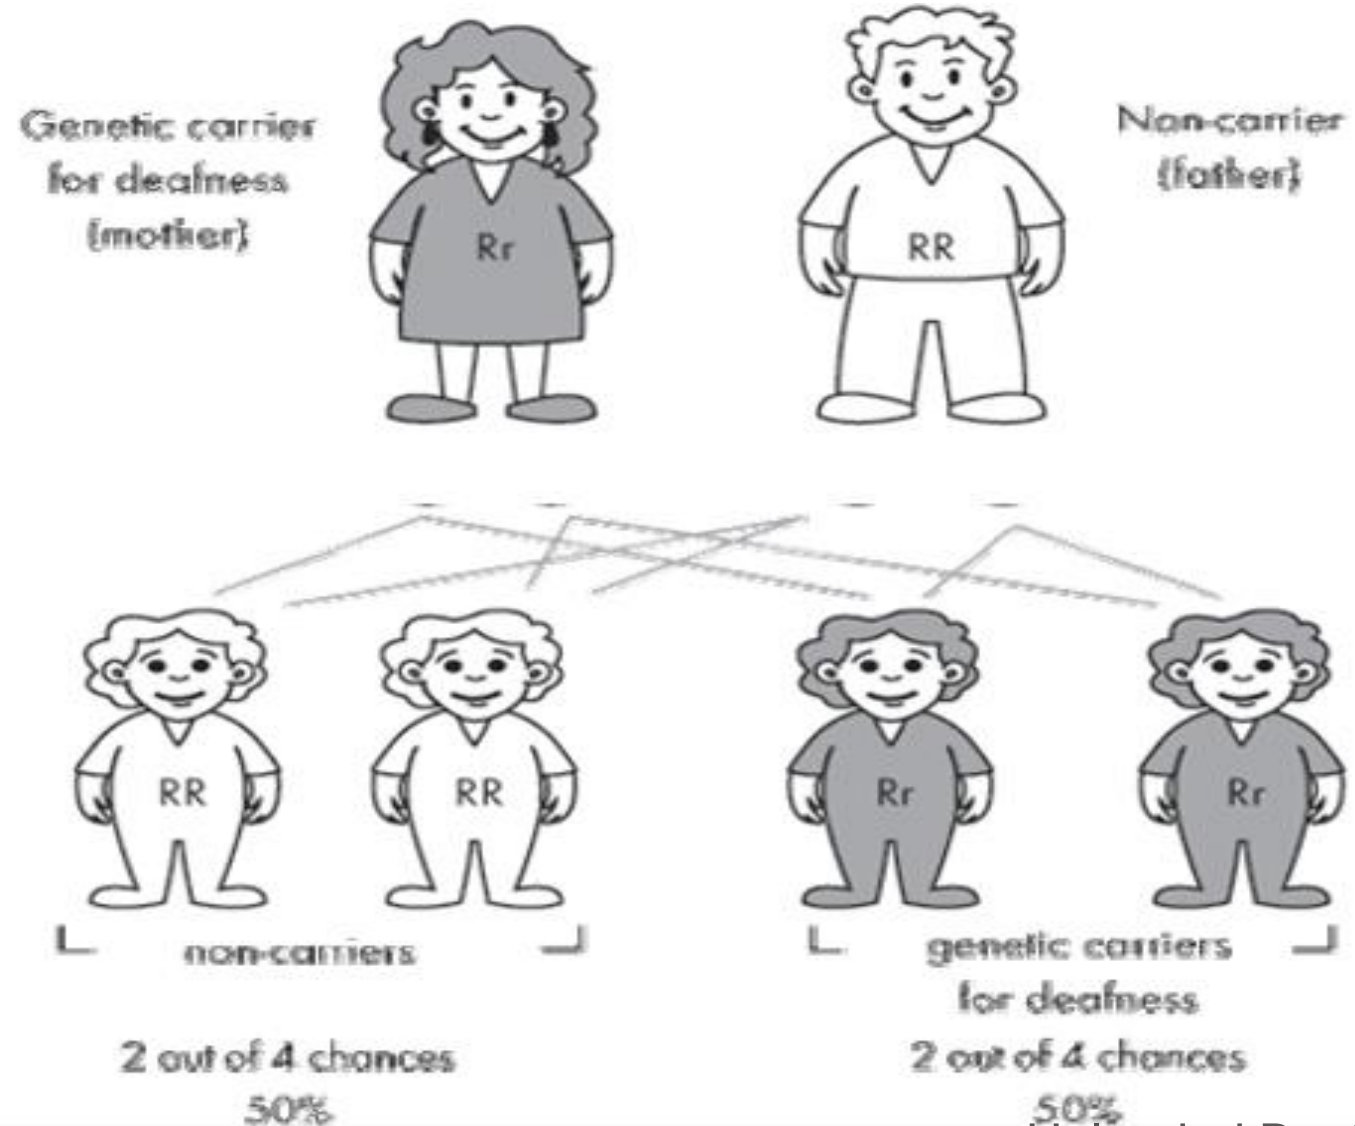 Genetic carrier
for deafness
(mother)
Non-carrier
(father)
Rr
RR
RR
RR
Rr
Rr
non-carriers
genetic carriers
for deafness
2 out of 4 chances
50%
2 out of 4 chances
50%